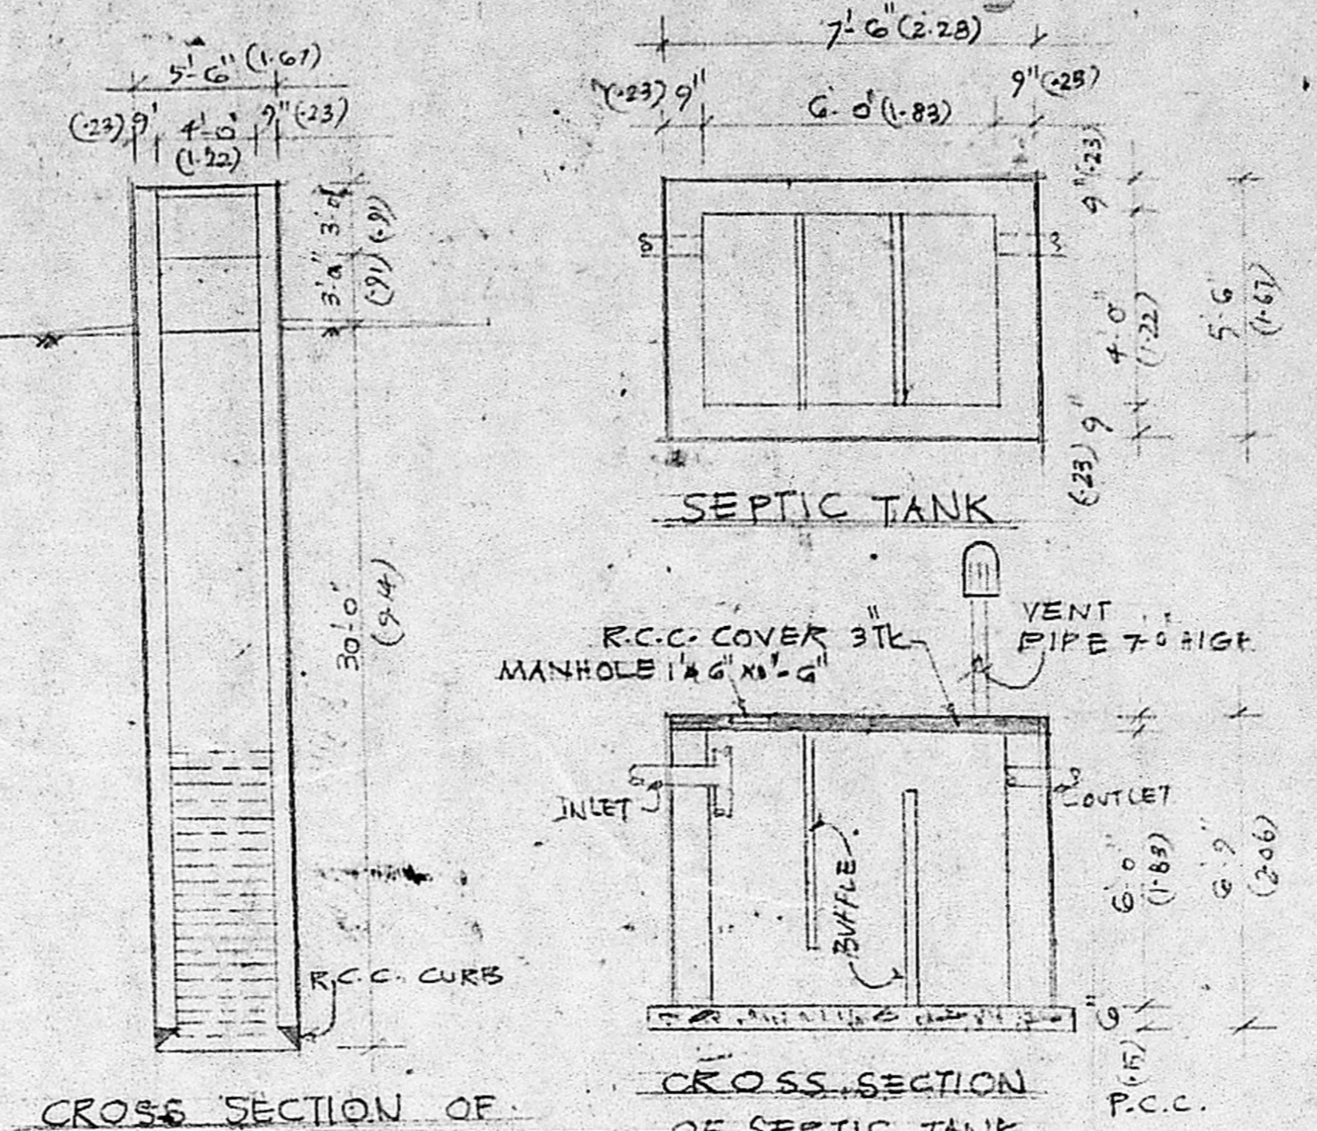 5'-6" (1.67)
(.23) 9' 4'-0' 9" (.23)
(1.22)
3'-0"
(.91)
3'-0"
(.91)
30'-0"
(9.14)
R.C.C. CURB
CROSS SECTION OF
7'-6" (2.28)
(.23) 9" 6'-0' (1.83) 9" (.23)
9" (.23)
4'-0"
(1.22)
5'-6"
(1.67)
(.23) 9"
SEPTIC TANK
VENT
PIPE 7-0 HIGH
R.C.C. COVER 3" TK
MANHOLE
INLET
OUTLET
BUFFLE
6'-0"
(1.83)
6'-9"
(2.06)
6"
(.15)
P.C.C.
CROSS SECTION
OF SEPTIC TANK